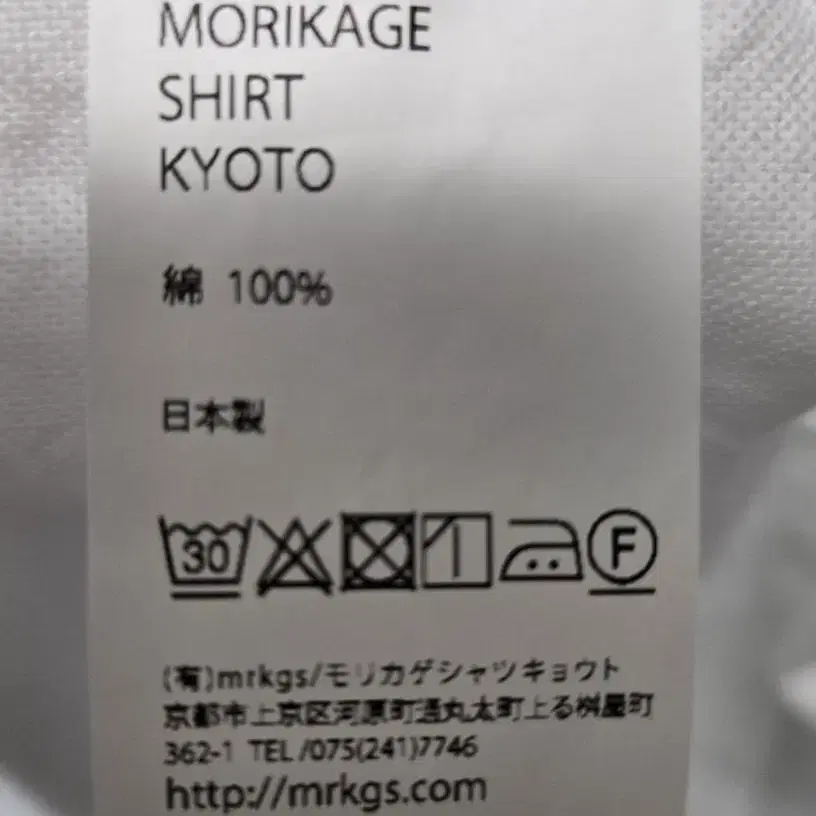 MORIKAGE
SHIRT
KYOTO
綿 100%
日本製
30 F
(有)mrkgs/モリカゲシャツキョウト
京都市上京区河原町通丸太町上る桝屋町
362-1 TEL/075(241)7746
http://mrkgs.com